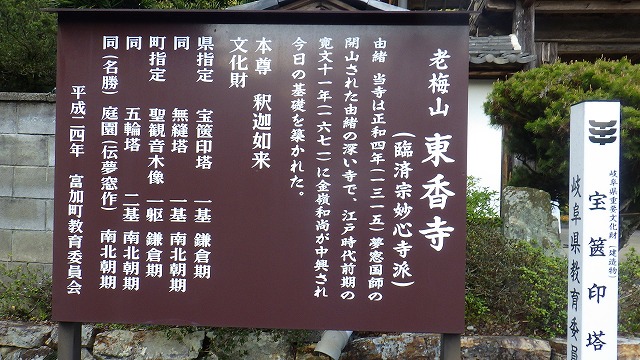 老梅山 東香寺
(臨済宗妙心寺派)
由緒 当寺は正和四年(一三一五)夢窓国師の
開山された由緒の深い寺で、江戸時代前期の
寛文十一年(一六七一)に金嶺和尚が中興され
今日の基礎を築かれた。
本尊 釈迦如来
文化財
県指定 宝篋印塔 一基 鎌倉期
同 無縫塔 一基 南北朝期
町指定 聖観音木像 一躯 鎌倉期
同 五輪塔 二基 南北朝期
同(名勝) 庭園(伝夢窓作) 南北朝期
平成二四年 富加町教育委員会
岐阜県重要文化財(建造物)
宝篋印塔
岐阜県教育委員